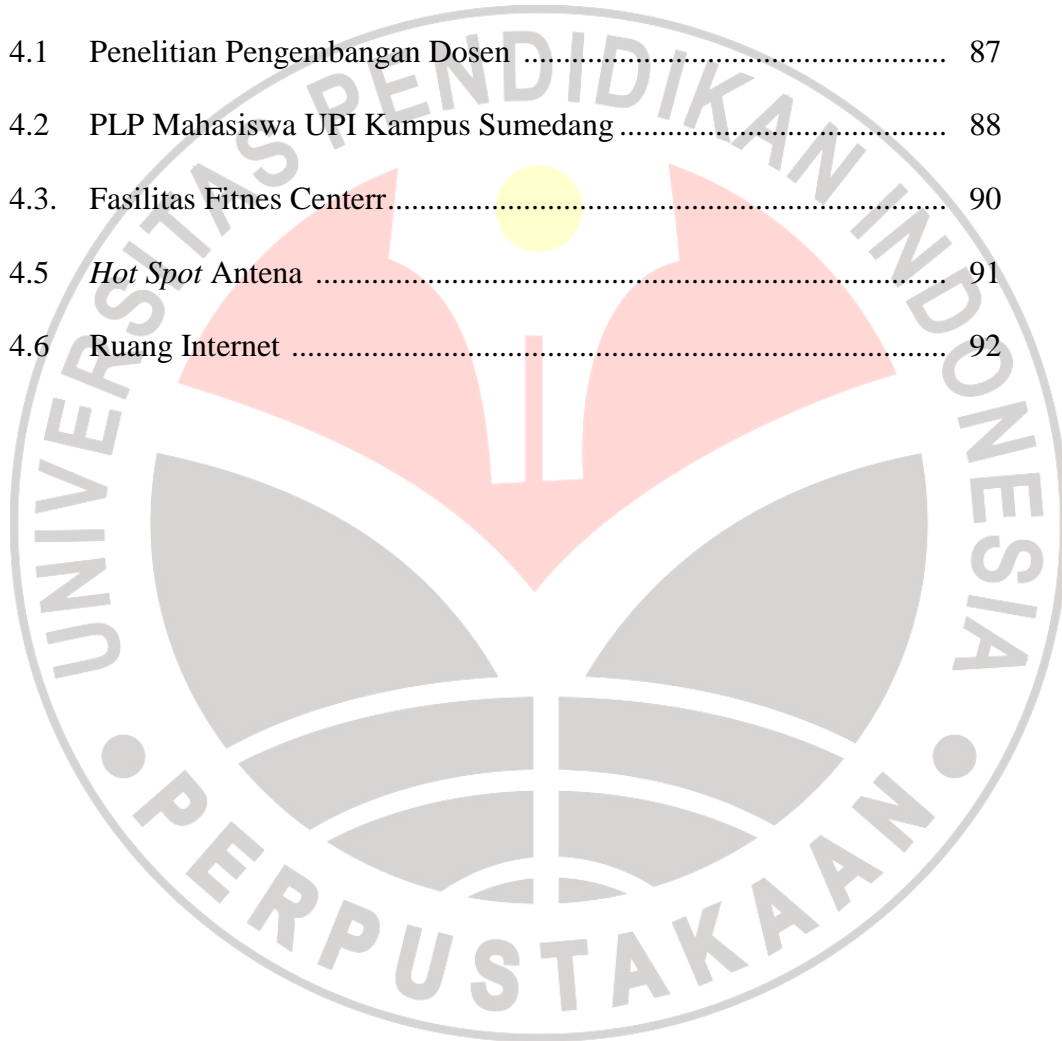 4.1 Penelitian Pengembangan Dosen ................................................... 87
4.2 PLP Mahasiswa UPI Kampus Sumedang ....................................... 88
4.3. Fasilitas Fitnes Centerr................................................................... 90
4.5 Hot Spot Antena ............................................................................ 91
4.6 Ruang Internet ............................................................................... 92
UNIVERSITAS PENDIDIKAN INDONESIA
PERPUSTAKAAN